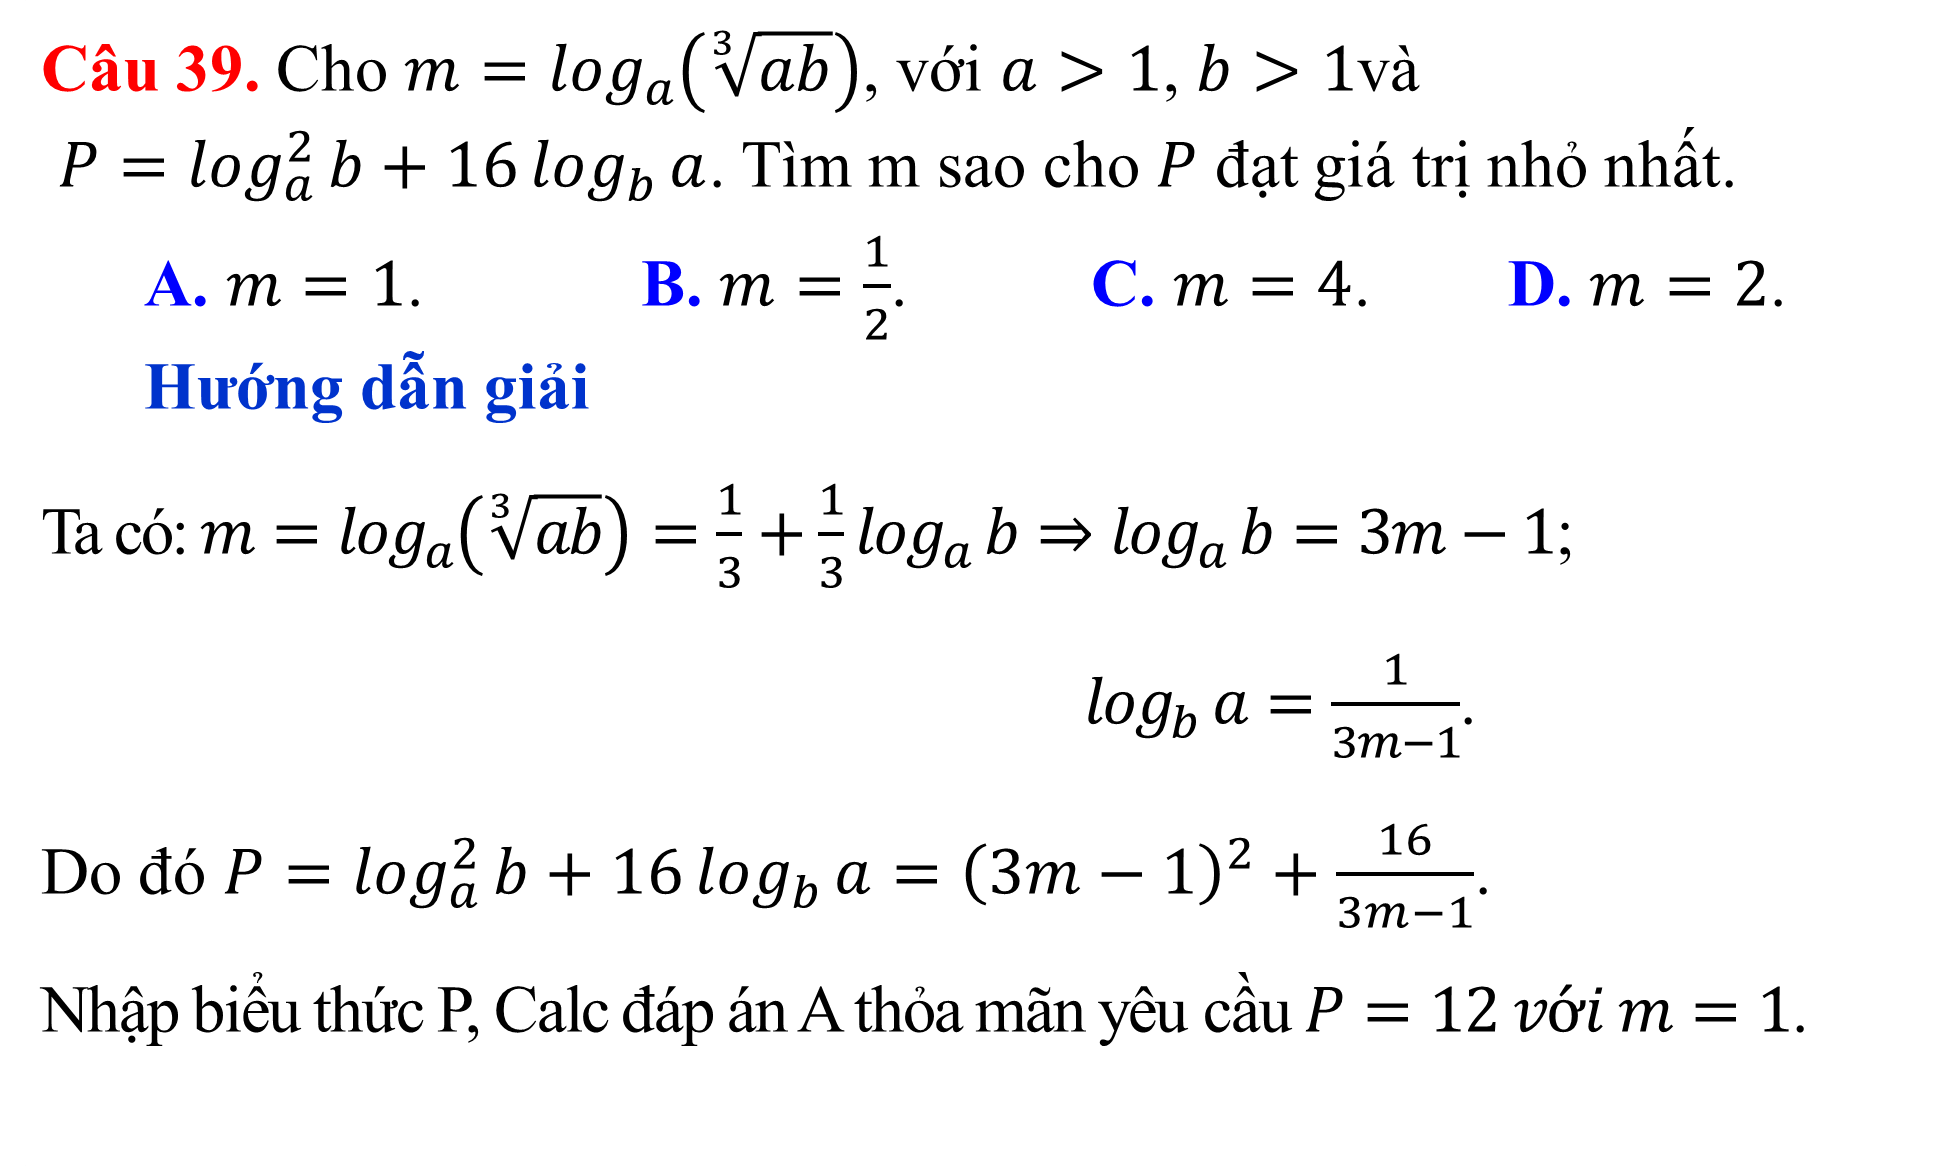 Câu 39. Cho m = log_a(∛(ab)), với a > 1, b > 1và
P = log_a^2 b + 16 log_b a. Tìm m sao cho P đạt giá trị nhỏ nhất.
A. m = 1. B. m = 1/2. C. m = 4. D. m = 2.
Hướng dẫn giải
Ta có: m = log_a(∛(ab)) = 1/3 + 1/3 log_a b ⇒ log_a b = 3m − 1;
log_b a = 1/(3m−1).
Do đó P = log_a^2 b + 16 log_b a = (3m − 1)^2 + 16/(3m−1).
Nhập biểu thức P, Calc đáp án A thỏa mãn yêu cầu P = 12 với m = 1.